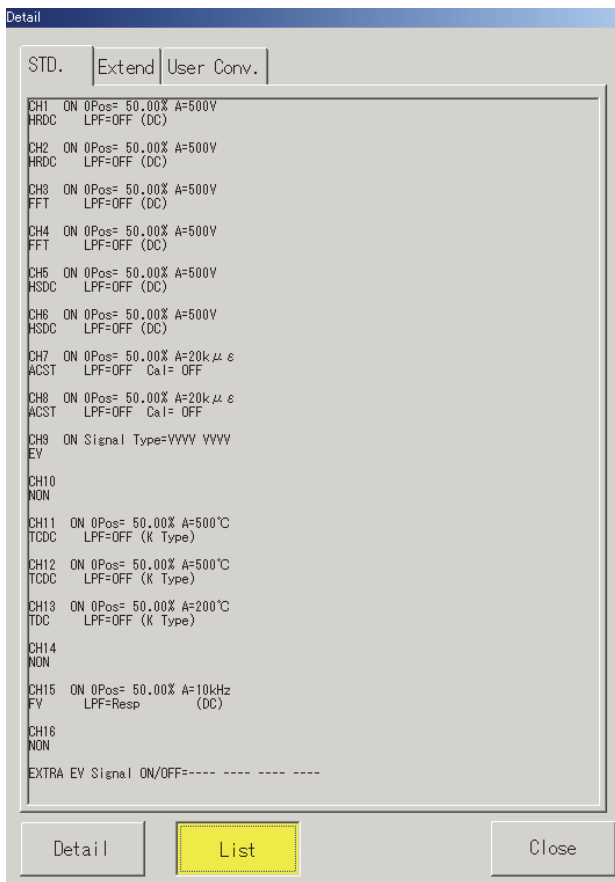 Detail
STD. Extend User Conv.
CH1 ON 0Pos= 50.00% A=500V
HRDC LPF=OFF (DC)
CH2 ON 0Pos= 50.00% A=500V
HRDC LPF=OFF (DC)
CH3 ON 0Pos= 50.00% A=500V
FFT LPF=OFF (DC)
CH4 ON 0Pos= 50.00% A=500V
FFT LPF=OFF (DC)
CH5 ON 0Pos= 50.00% A=500V
HSDC LPF=OFF (DC)
CH6 ON 0Pos= 50.00% A=500V
HSDC LPF=OFF (DC)
CH7 ON 0Pos= 50.00% A=20kμε
ACST LPF=OFF Cal= OFF
CH8 ON 0Pos= 50.00% A=20kμε
ACST LPF=OFF Cal= OFF
CH9 ON Signal Type=VVVV VVVV
EV
CH10
NON
CH11 ON 0Pos= 50.00% A=500℃
TCDC LPF=OFF (K Type)
CH12 ON 0Pos= 50.00% A=500℃
TCDC LPF=OFF (K Type)
CH13 ON 0Pos= 50.00% A=200℃
TDC LPF=OFF (K Type)
CH14
NON
CH15 ON 0Pos= 50.00% A=10kHz
FV LPF=Resp (DC)
CH16
NON
EXTRA EV Signal ON/OFF=---- ---- ---- ----
Detail List Close